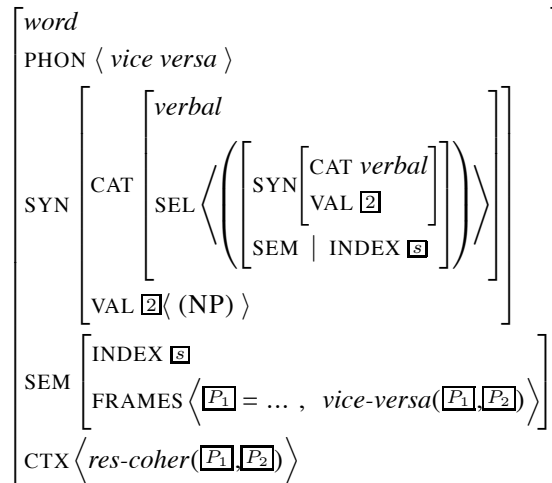 word
PHON ⟨ vice versa ⟩
verbal
SYN CAT SEL ⟨ ( SYN CAT verbal
VAL 2
SEM | INDEX s ) ⟩
VAL 2 ⟨ (NP) ⟩
SEM INDEX s
FRAMES ⟨ P1 = ... , vice-versa(P1,P2) ⟩
CTX ⟨ res-coher(P1,P2) ⟩